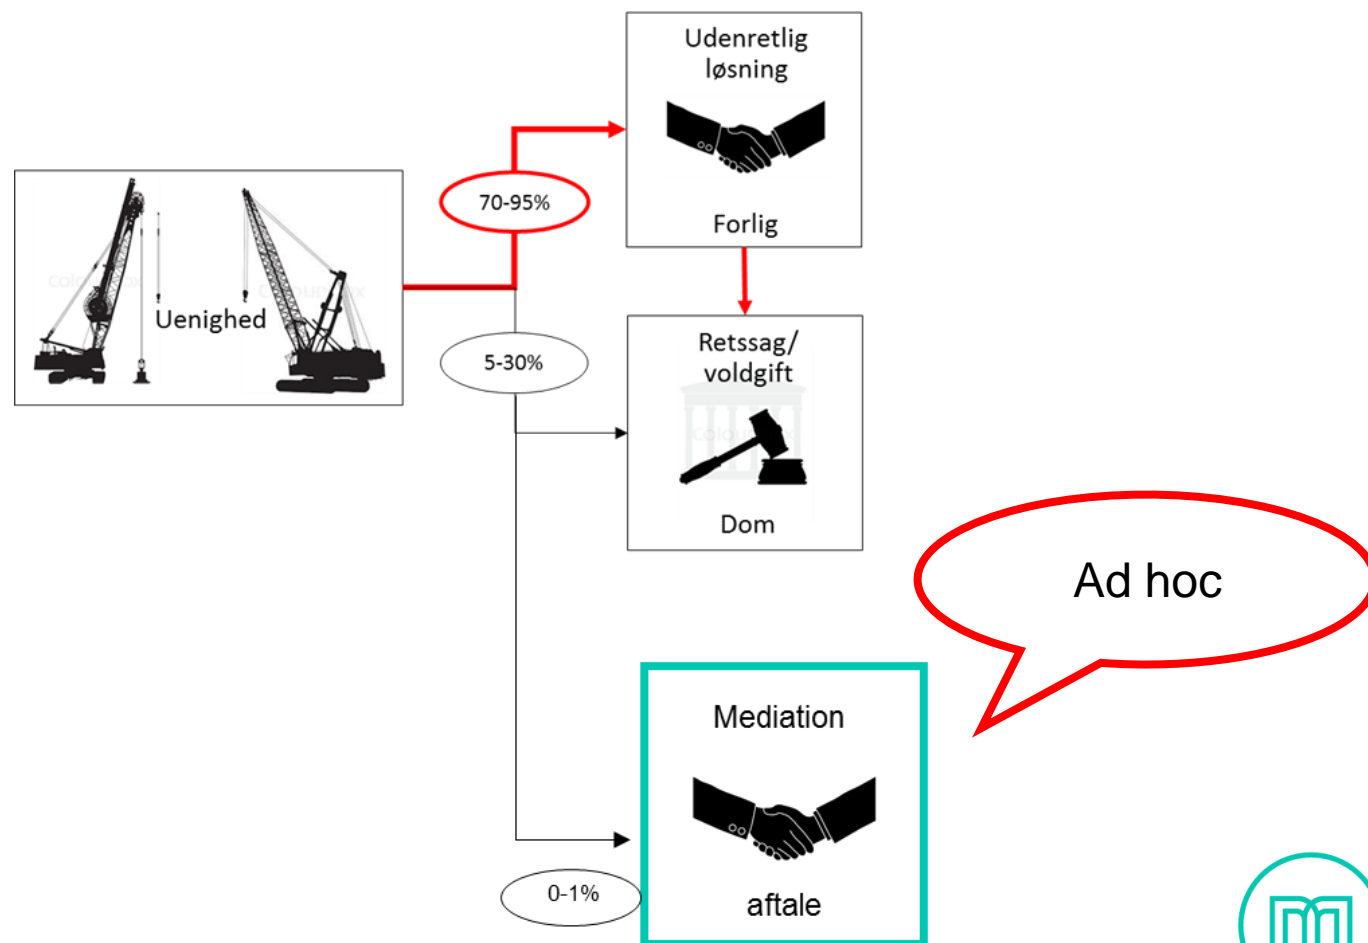 Udenretlig
løsning
Forlig
70-95%
Uenighed
5-30%
Retssag/
voldgift
Dom
Ad hoc
Mediation
aftale
0-1%